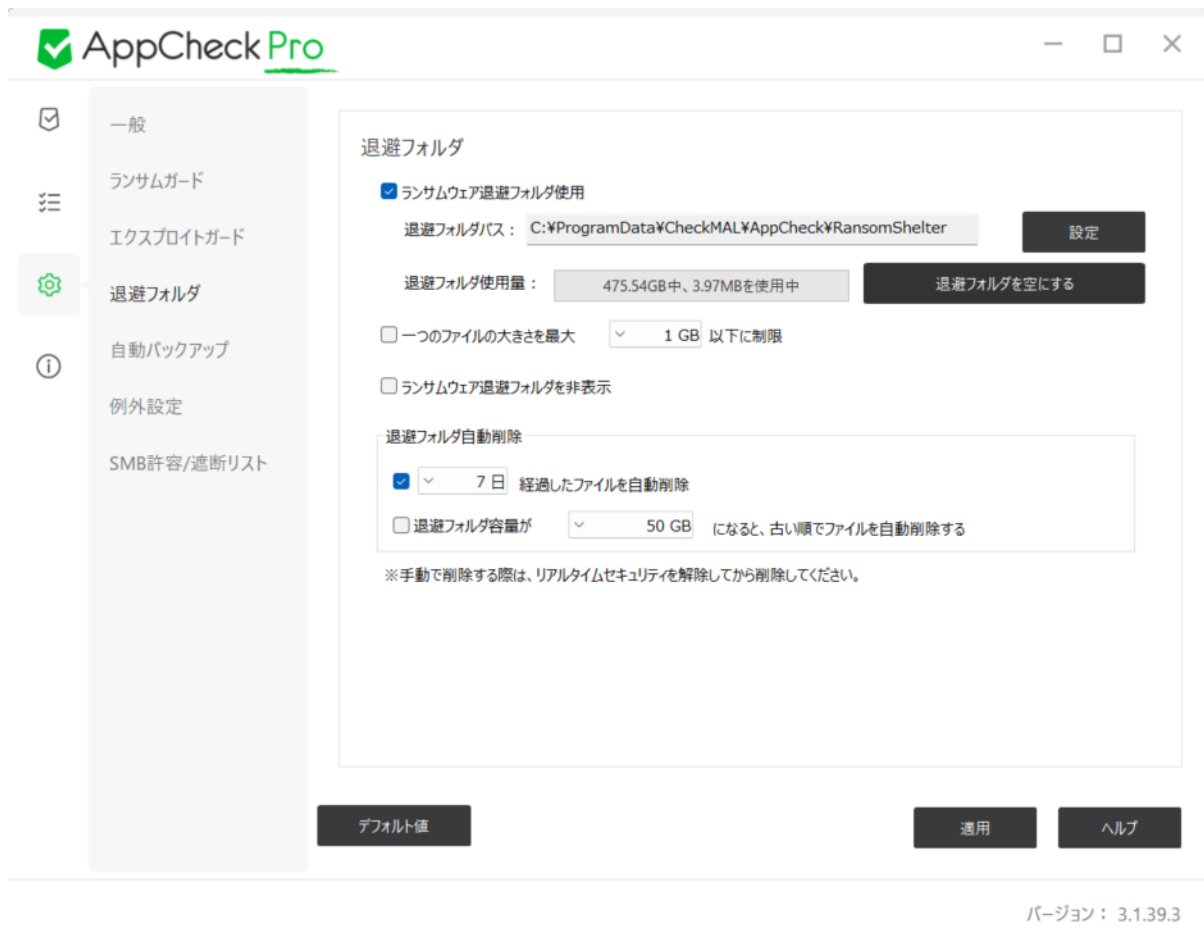 AppCheck Pro
一般
ランサムガード
エクスプロイトガード
退避フォルダ
自動バックアップ
例外設定
SMB許容/遮断リスト
退避フォルダ
ランサムウェア退避フォルダ使用
退避フォルダパス： C:¥ProgramData¥CheckMAL¥AppCheck¥RansomShelter 設定
退避フォルダ使用量： 475.54GB中、3.97MBを使用中 退避フォルダを空にする
一つのファイルの大きさを最大 1 GB 以下に制限
ランサムウェア退避フォルダを非表示
退避フォルダ自動削除
7 日 経過したファイルを自動削除
退避フォルダ容量が 50 GB になると、古い順でファイルを自動削除する
※手動で削除する際は、リアルタイムセキュリティを解除してから削除してください。
デフォルト値 適用 ヘルプ
バージョン： 3.1.39.3